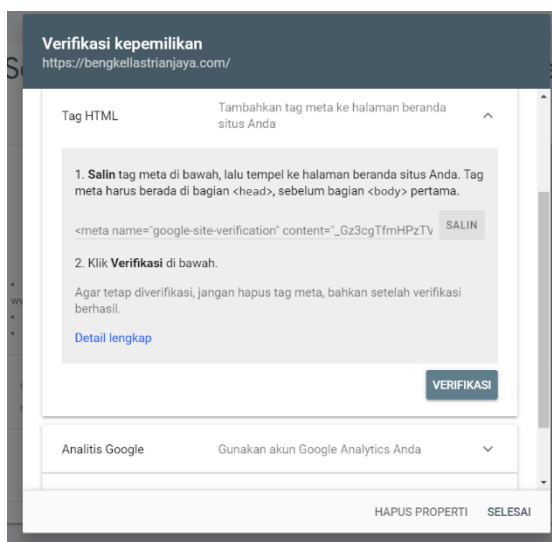 Verifikasi kepemilikan
https://bengkellastrianjaya.com/
Tag HTML
Tambahkan tag meta ke halaman beranda
situs Anda
1. Salin tag meta di bawah, lalu tempel ke halaman beranda situs Anda. Tag
meta harus berada di bagian <head>, sebelum bagian <body> pertama.
<meta name="google-site-verification" content="_Gz3cgTfmHPzTV
SALIN
2. Klik Verifikasi di bawah.
Agar tetap diverifikasi, jangan hapus tag meta, bahkan setelah verifikasi
berhasil.
Detail lengkap
VERIFIKASI
Analitis Google
Gunakan akun Google Analytics Anda
HAPUS PROPERTI
SELESAI